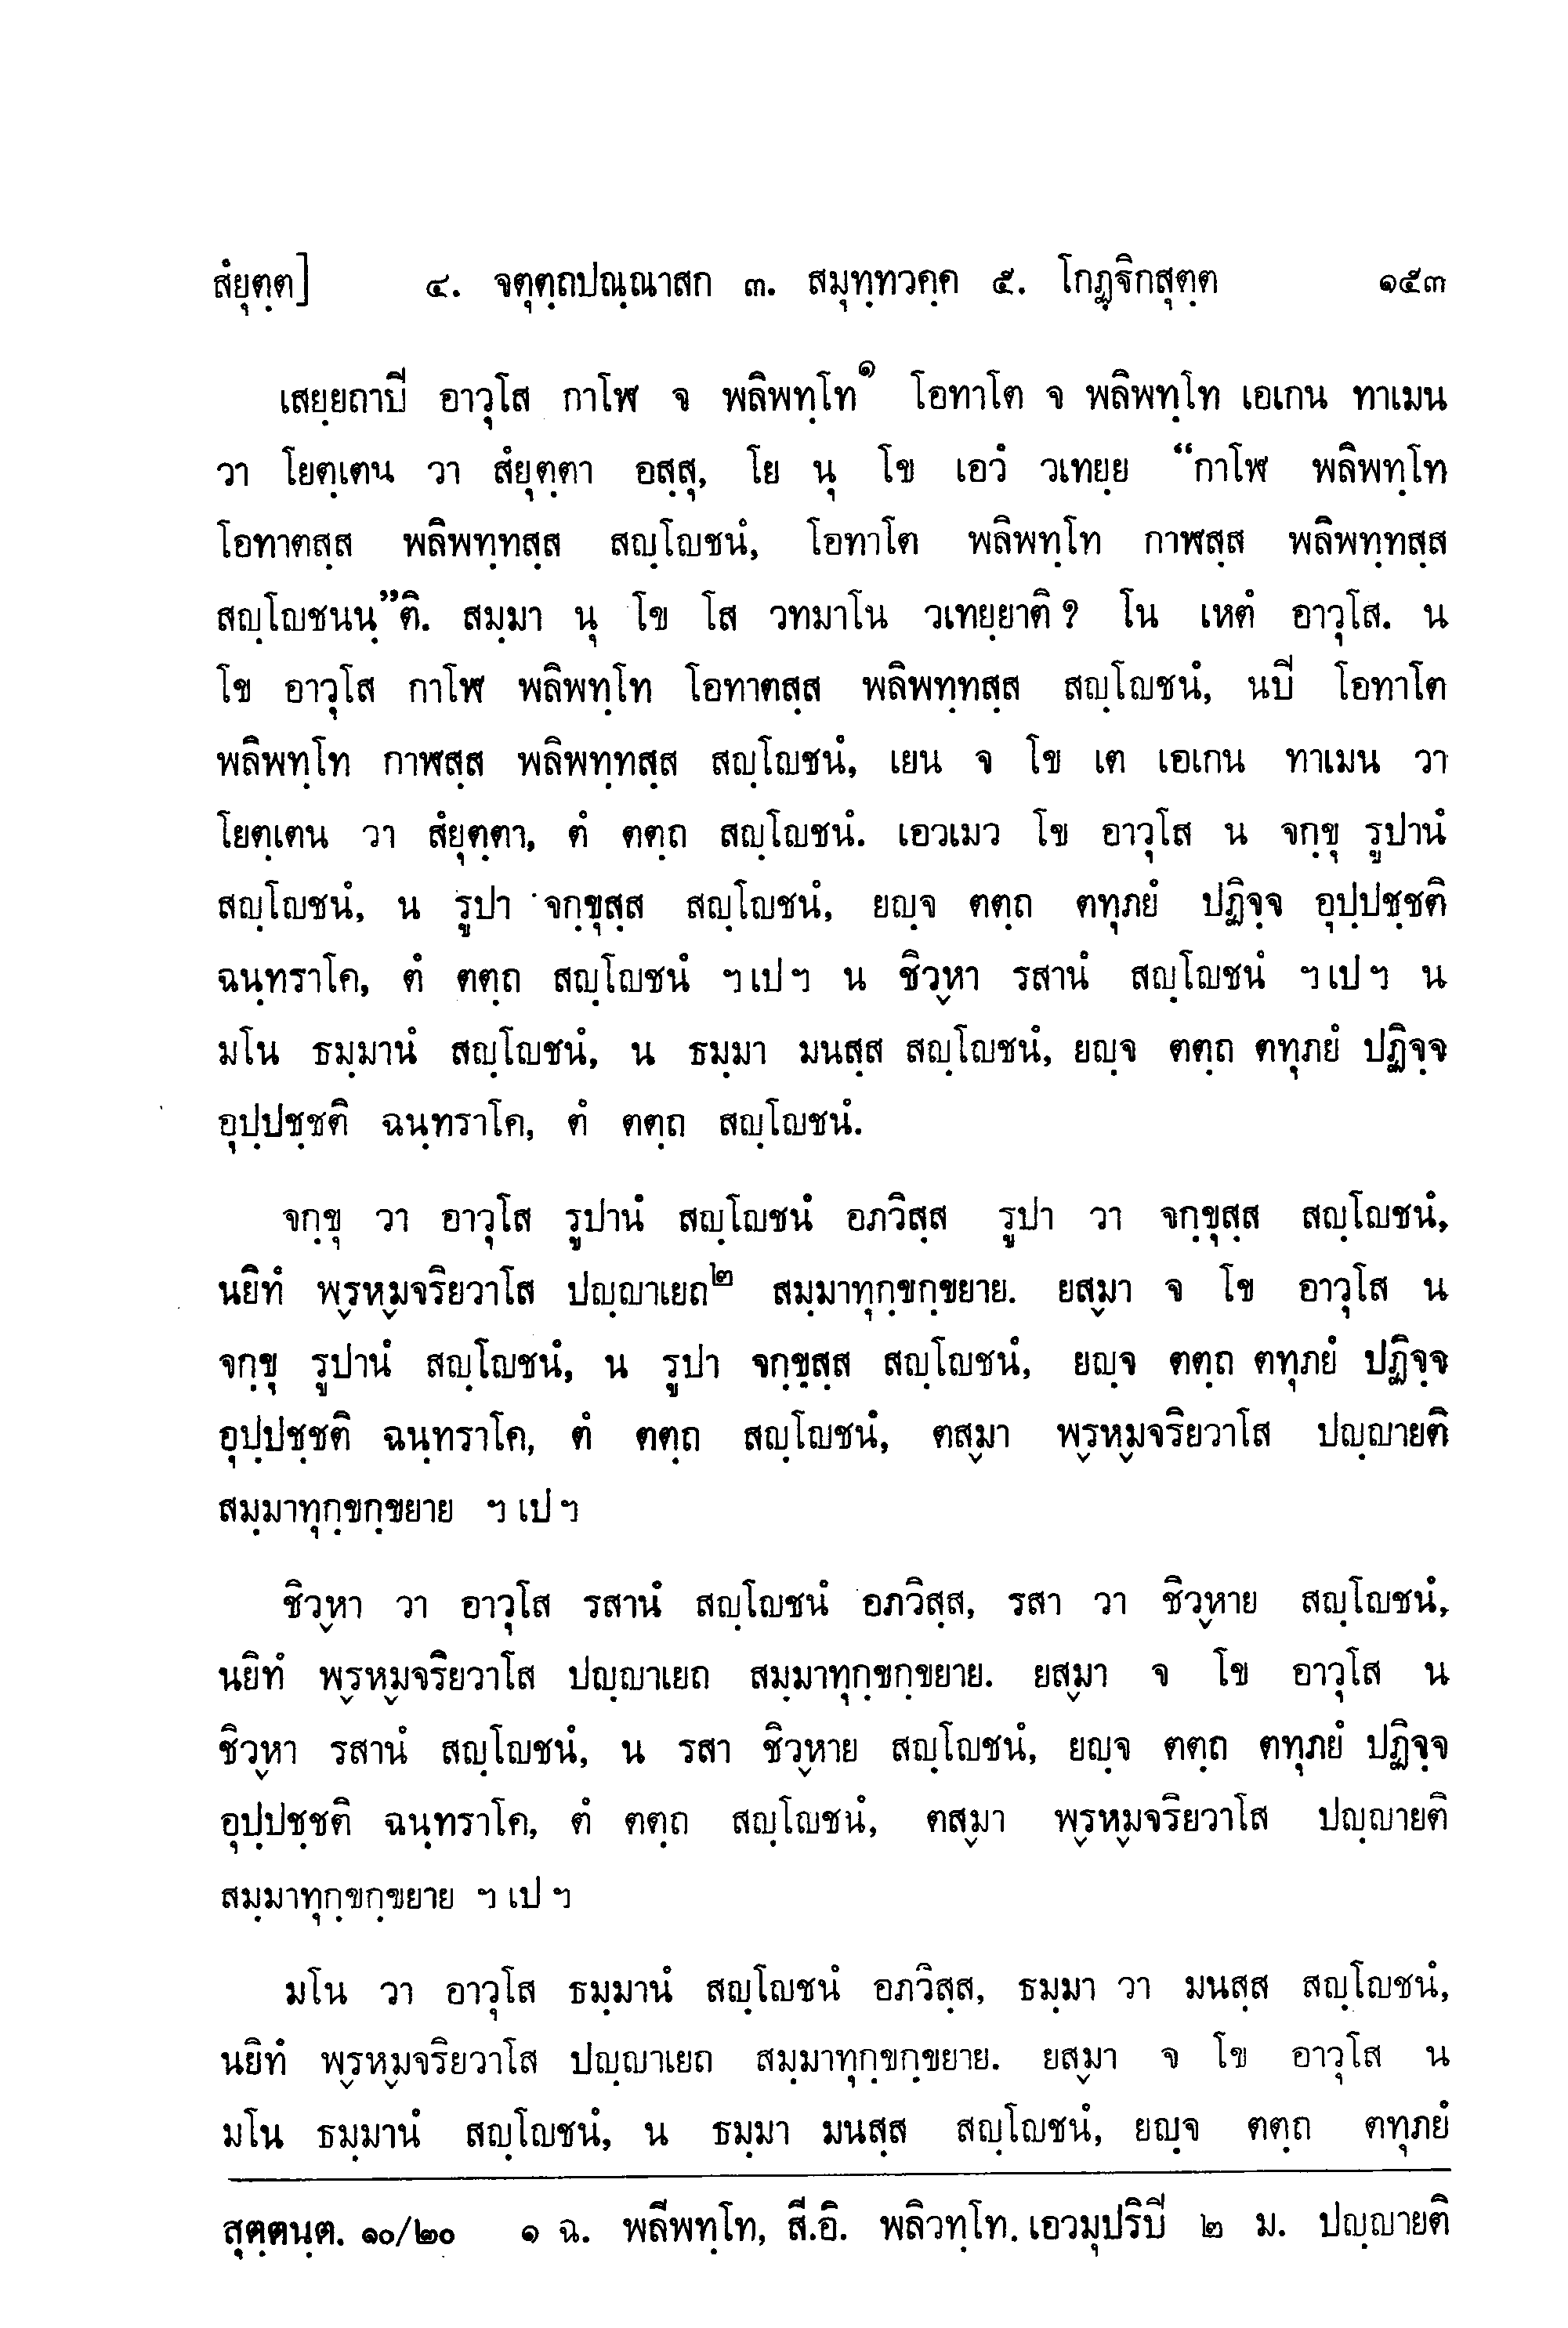 สํยุตฺต] ๔. จตุตฺถปณฺณาสก ๓. สมุทฺทวคฺค ๕. โกฏฺฐิกสุตฺต ๑๕๓
เสยฺยถาปิ อาวุโส กาโฬ จ พลิพทฺโท๑ โอทาโต จ พลิพทฺโท เอเกน ทาเมน
วา โยตฺเตน วา สํยุตฺตา อสฺสุ, โย นุ โข เอวํ วเทยฺย “กาโฬ พลิพทฺโท
โอทาตสฺส พลิพทฺทสฺส สญฺโญชนํ, โอทาโต พลิพทฺโท กาฬสฺส พลิพทฺทสฺส
สญฺโญชนนฺ”ติ. สมฺมา นุ โข โส วทมาโน วเทยฺยาติ ? โน เหตํ อาวุโส. น
โข อาวุโส กาโฬ พลิพทฺโท โอทาตสฺส พลิพทฺทสฺส สญฺโญชนํ, นปิ โอทาโต
พลิพทฺโท กาฬสฺส พลิพทฺทสฺส สญฺโญชนํ, เยน จ โข เต เอเกน ทาเมน วา
โยตฺเตน วา สํยุตฺตา, ตํ ตตฺถ สญฺโญชนํ. เอวเมว โข อาวุโส น จกฺขุ รูปานํ
สญฺโญชนํ, น รูปา จกฺขุสฺส สญฺโญชนํ, ยญฺจ ตตฺถ ตทุภยํ ปฏิจฺจ อุปฺปชฺชติ
ฉนฺทราโค, ตํ ตตฺถ สญฺโญชนํ ฯ เป ฯ น ชิวฺหา รสานํ สญฺโญชนํ ฯ เป ฯ น
มโน ธมฺมานํ สญฺโญชนํ, น ธมฺมา มนสฺส สญฺโญชนํ, ยญฺจ ตตฺถ ตทุภยํ ปฏิจฺจ
อุปฺปชฺชติ ฉนฺทราโค, ตํ ตตฺถ สญฺโญชนํ.
จกฺขุ วา อาวุโส รูปานํ สญฺโญชนํ อภวิสฺส รูปา วา จกฺขุสฺส สญฺโญชนํ,
นยิทํ พฺรหฺมจริยวาโส ปญฺญาเยถ๒ สมฺมาทุกฺขกฺขยาย. ยสฺมา จ โข อาวุโส น
จกฺขุ รูปานํ สญฺโญชนํ, น รูปา จกฺขุสฺส สญฺโญชนํ, ยญฺจ ตตฺถ ตทุภยํ ปฏิจฺจ
อุปฺปชฺชติ ฉนฺทราโค, ตํ ตตฺถ สญฺโญชนํ, ตสฺมา พฺรหฺมจริยวาโส ปญฺญายติ
สมฺมาทุกฺขกฺขยาย ฯ เป ฯ
ชิวฺหา วา อาวุโส รสานํ สญฺโญชนํ อภวิสฺส, รสา วา ชิวฺหาย สญฺโญชนํ,
นยิทํ พฺรหฺมจริยวาโส ปญฺญาเยถ สมฺมาทุกฺขกฺขยาย. ยสฺมา จ โข อาวุโส น
ชิวฺหา รสานํ สญฺโญชนํ, น รสา ชิวฺหาย สญฺโญชนํ, ยญฺจ ตตฺถ ตทุภยํ ปฏิจฺจ
อุปฺปชฺชติ ฉนฺทราโค, ตํ ตตฺถ สญฺโญชนํ, ตสฺมา พฺรหฺมจริยวาโส ปญฺญายติ
สมฺมาทุกฺขกฺขยาย ฯ เป ฯ
มโน วา อาวุโส ธมฺมานํ สญฺโญชนํ อภวิสฺส, ธมฺมา วา มนสฺส สญฺโญชนํ,
นยิทํ พฺรหฺมจริยวาโส ปญฺญาเยถ สมฺมาทุกฺขกฺขยาย. ยสฺมา จ โข อาวุโส น
มโน ธมฺมานํ สญฺโญชนํ, น ธมฺมา มนสฺส สญฺโญชนํ, ยญฺจ ตตฺถ ตทุภยํ
สุตฺตนฺต. ๑๐/๒๐ ๑ ฉ. พลีพทฺโท, สี.อิ. พลิวทฺโท. เอวมุปริปิ ๒ ม. ปญฺญายติ